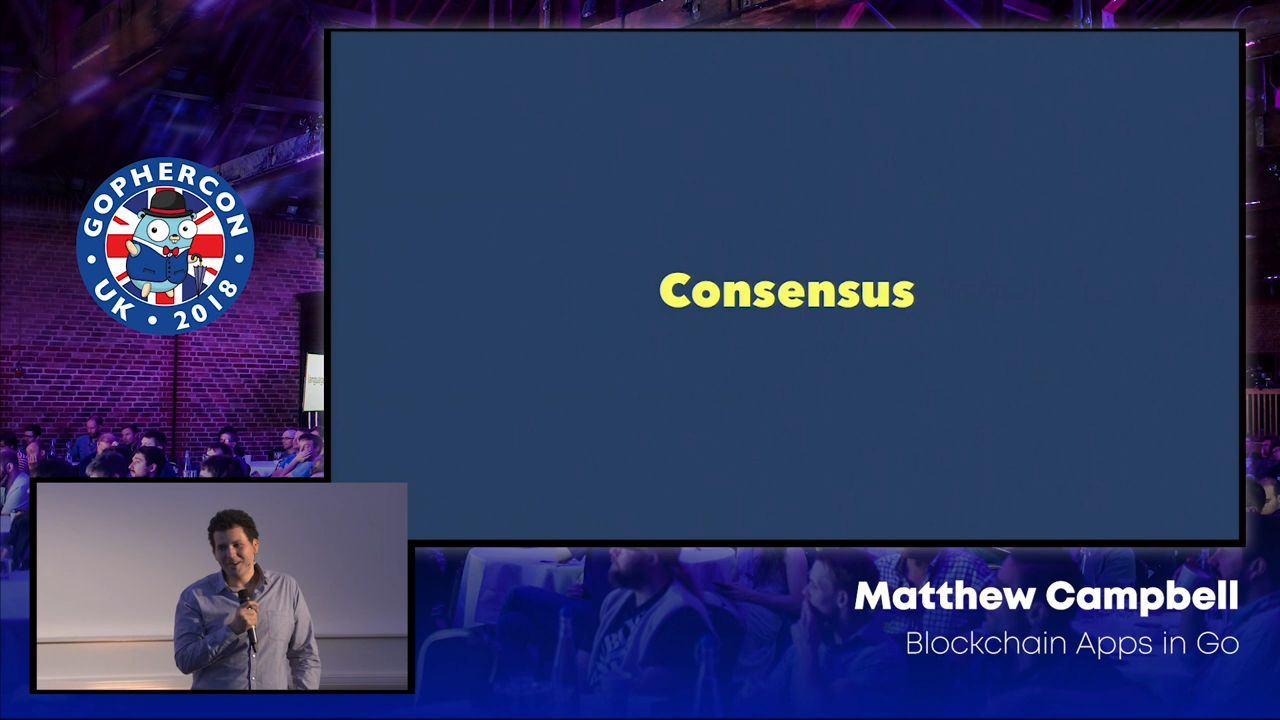 GOPHERCON
UK • 2018
Consensus
Matthew Campbell
Blockchain Apps in Go